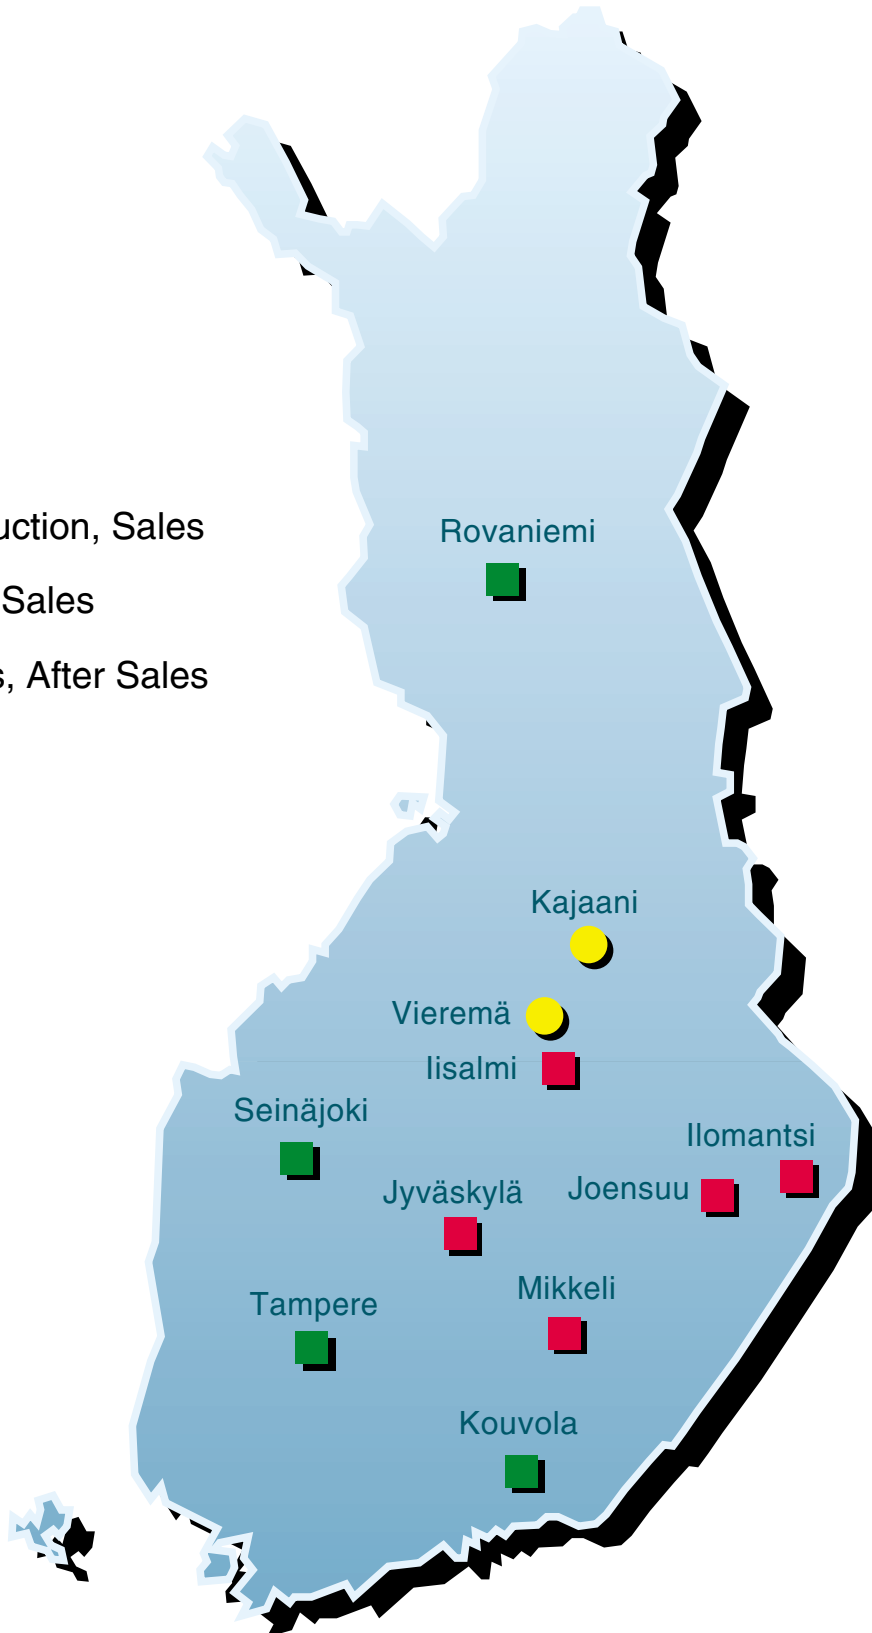 uction, Sales
Rovaniemi
Sales
s, After Sales
Kajaani
Vieremä
Iisalmi
Seinäjoki
Ilomantsi
Joensuu
Jyväskylä
Mikkeli
Tampere
Kouvola